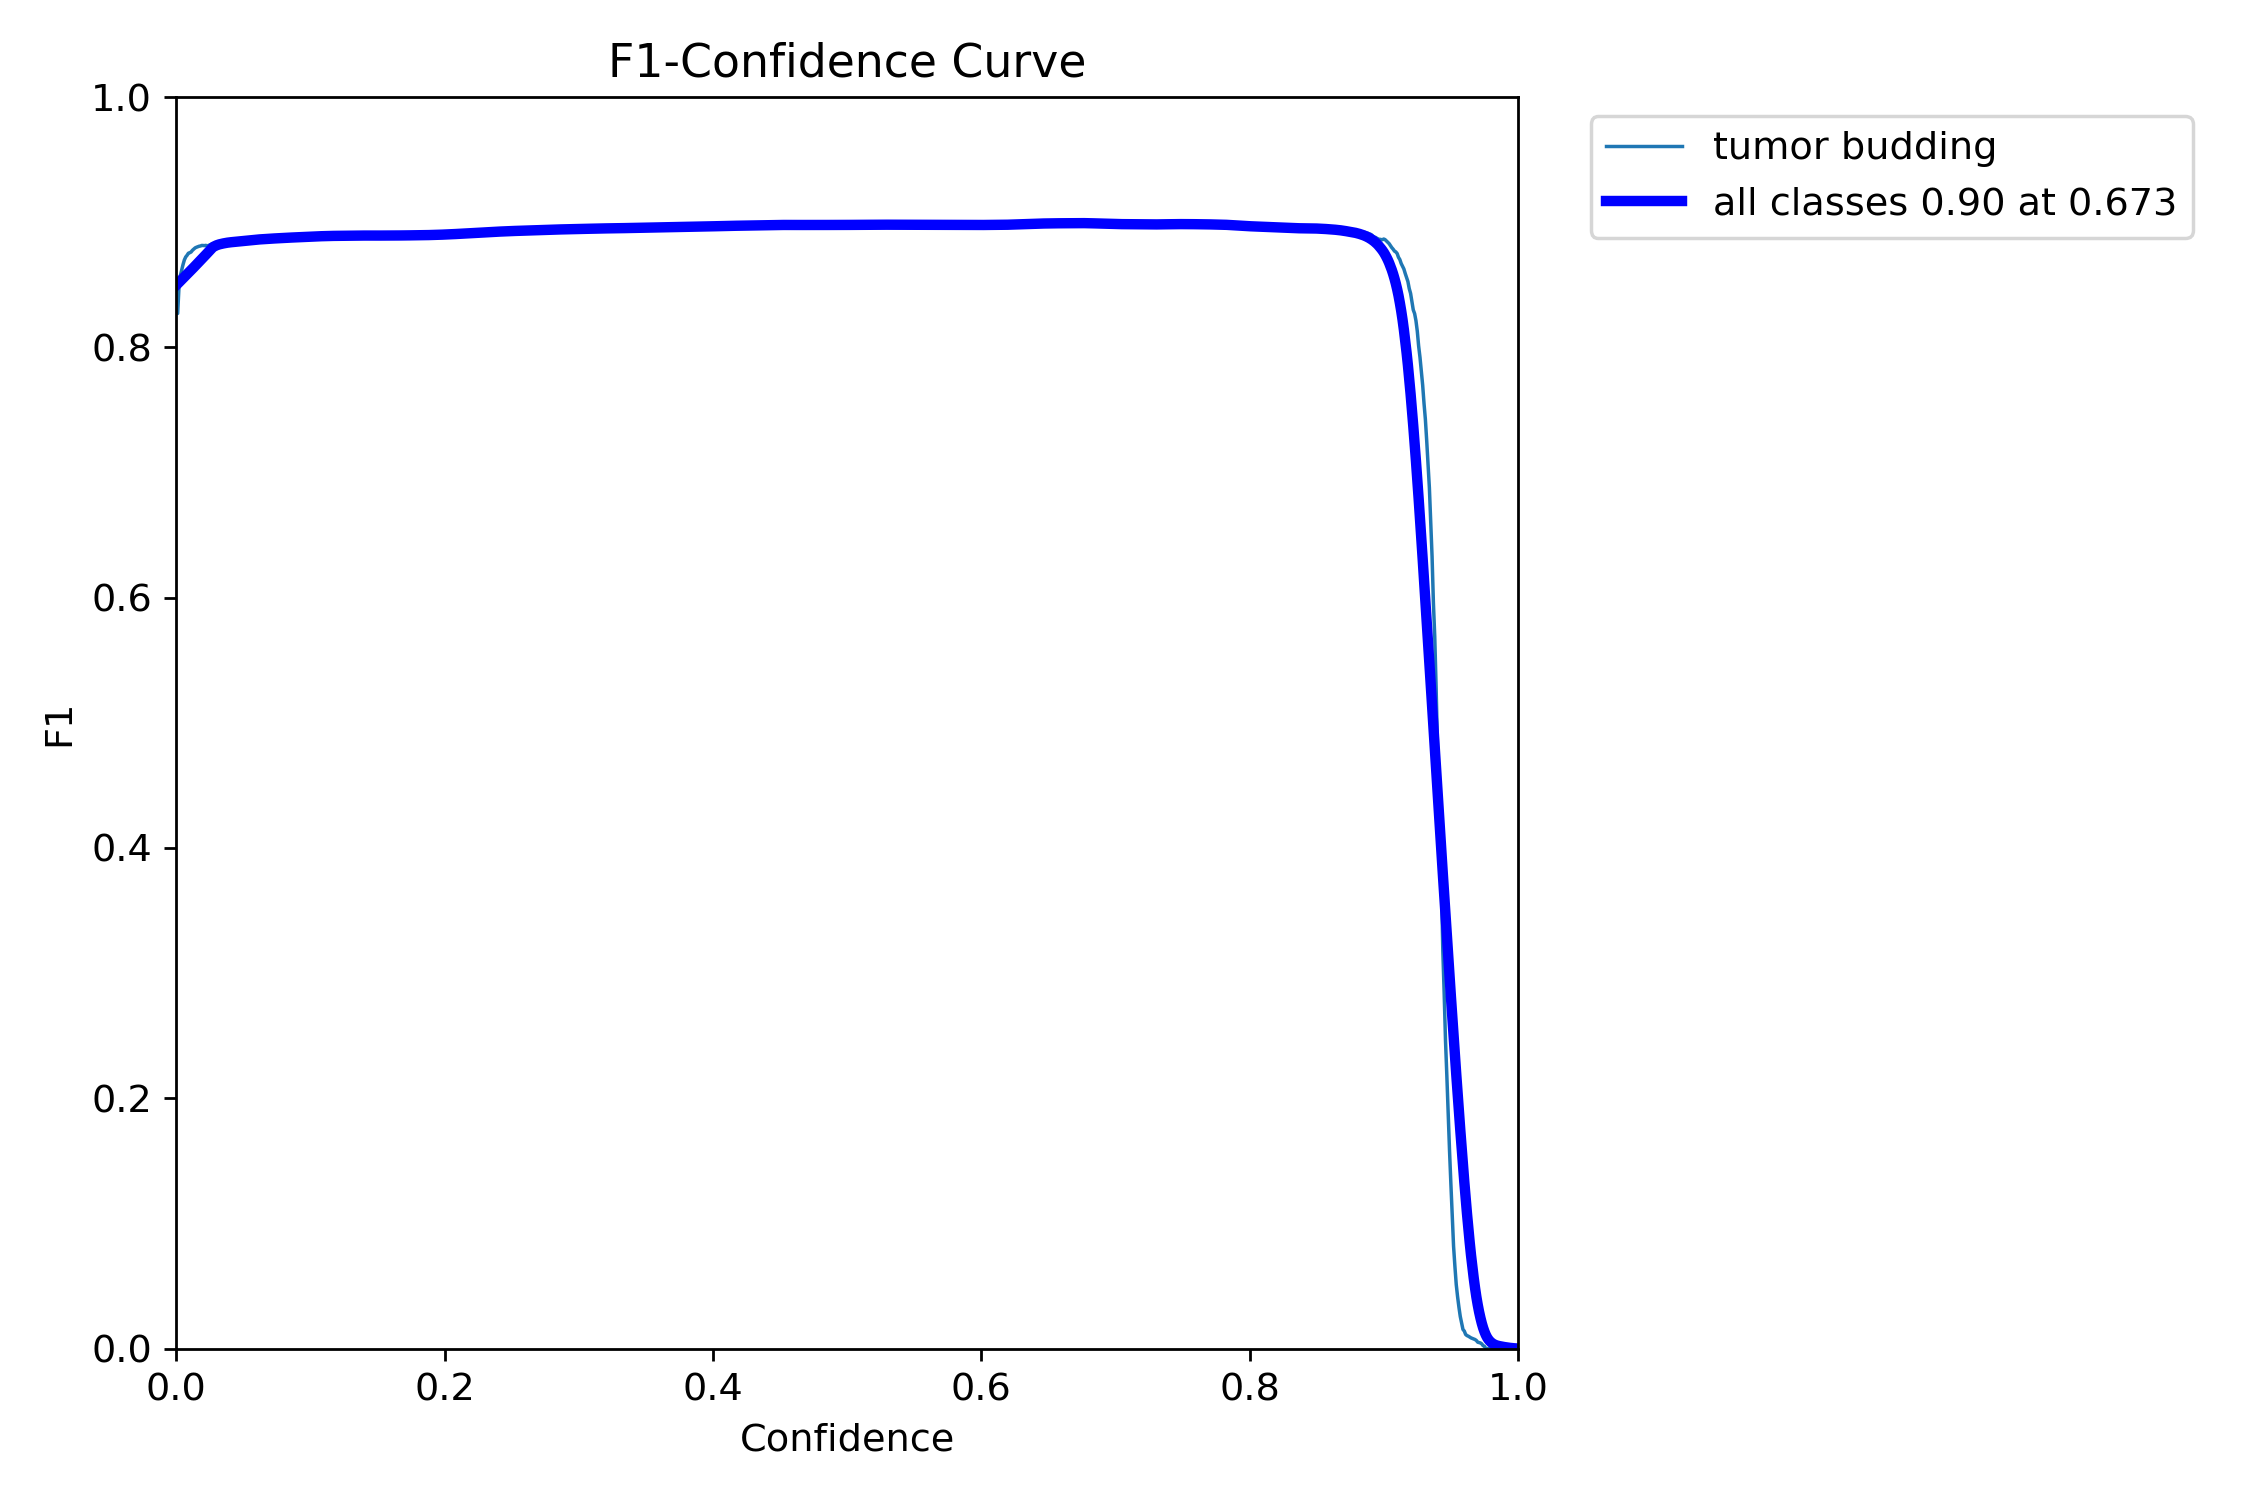 F1-Confidence Curve
tumor budding
all classes 0.90 at 0.673
1.0
0.8
0.6
0.4
0.2
0.0
F1
0.0 0.2 0.4 0.6 0.8 1.0
Confidence